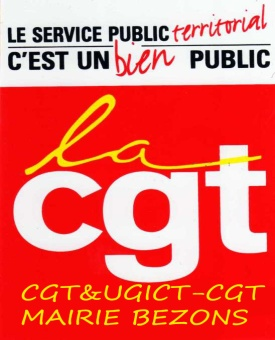 LE SERVICE PUBLIC territorial
C'EST UN bien PUBLIC
la
cgt
CGT&UGICT-CGT
MAIRIE BEZONS